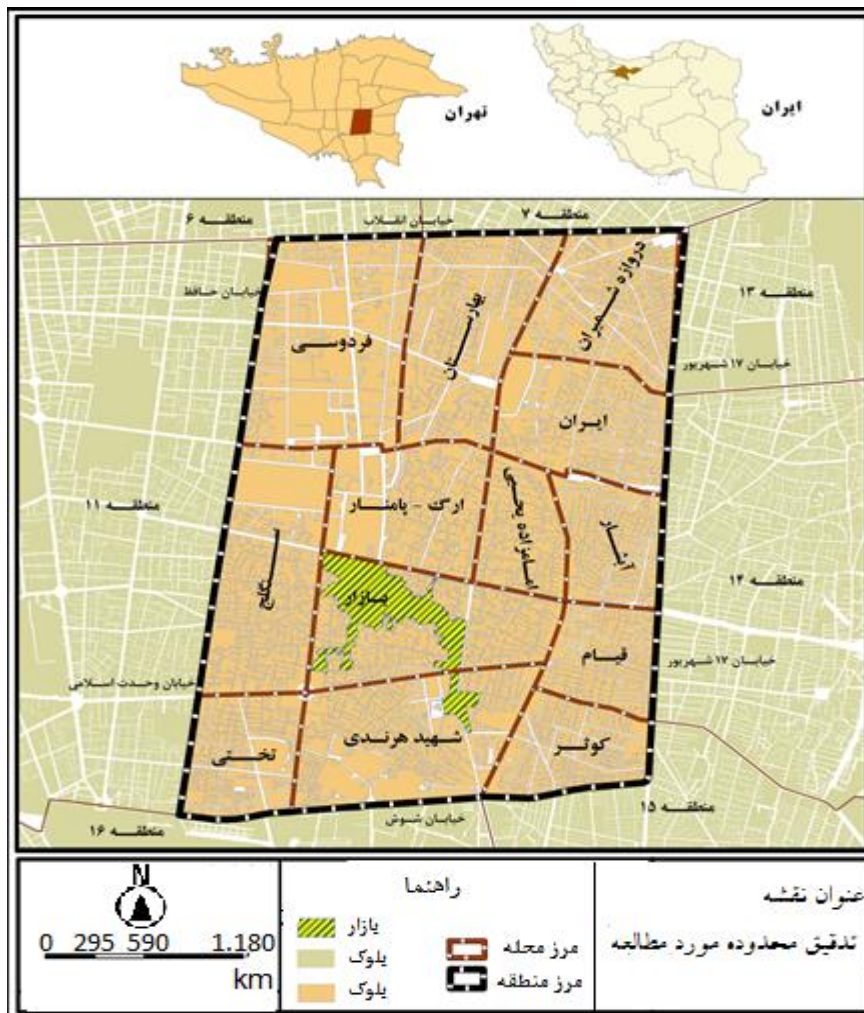 تهران
ایران
منطقه ۶
خیابان انقلاب
منطقه ۷
خیابان حافظ
دروازه شمیران
منطقه ۱۳
بهارستان
فردوسی
خیابان ۱۷ شهریور
ایران
منطقه ۱۱
ارگ - پامنار
امامزاده یحیی
آبشار
سنگلج
منطقه ۱۴
بازار
قیام
خیابان ۱۷ شهریور
خیابان وحدت اسلامی
شهید هرندی
کوثر
تختی
منطقه ۱۵
خیابان شوش
منطقه ۱۶
عنوان نقشه
تدقیق محدوده مورد مطالعه
راهنما
مرز محله
مرز منطقه
بازار
بلوک
بلوک
N
0 295 590 1.180
km